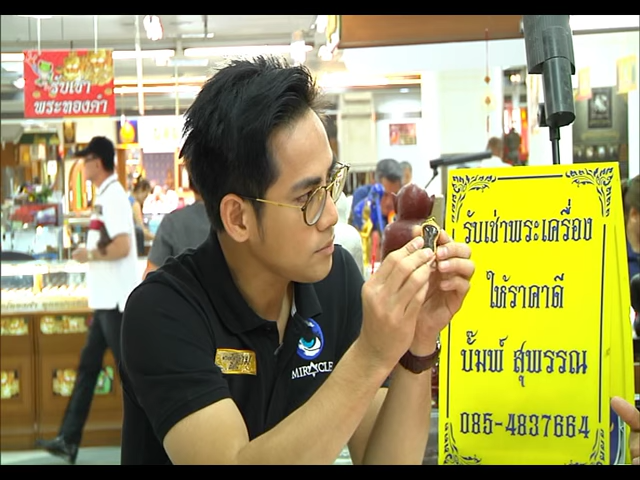 รับเช่า
พระทองคำ
รับเช่าพระเครื่อง
ให้ราคาดี
ปั๊มพ์ สุพรรณ
085-4837664
MIRACLE